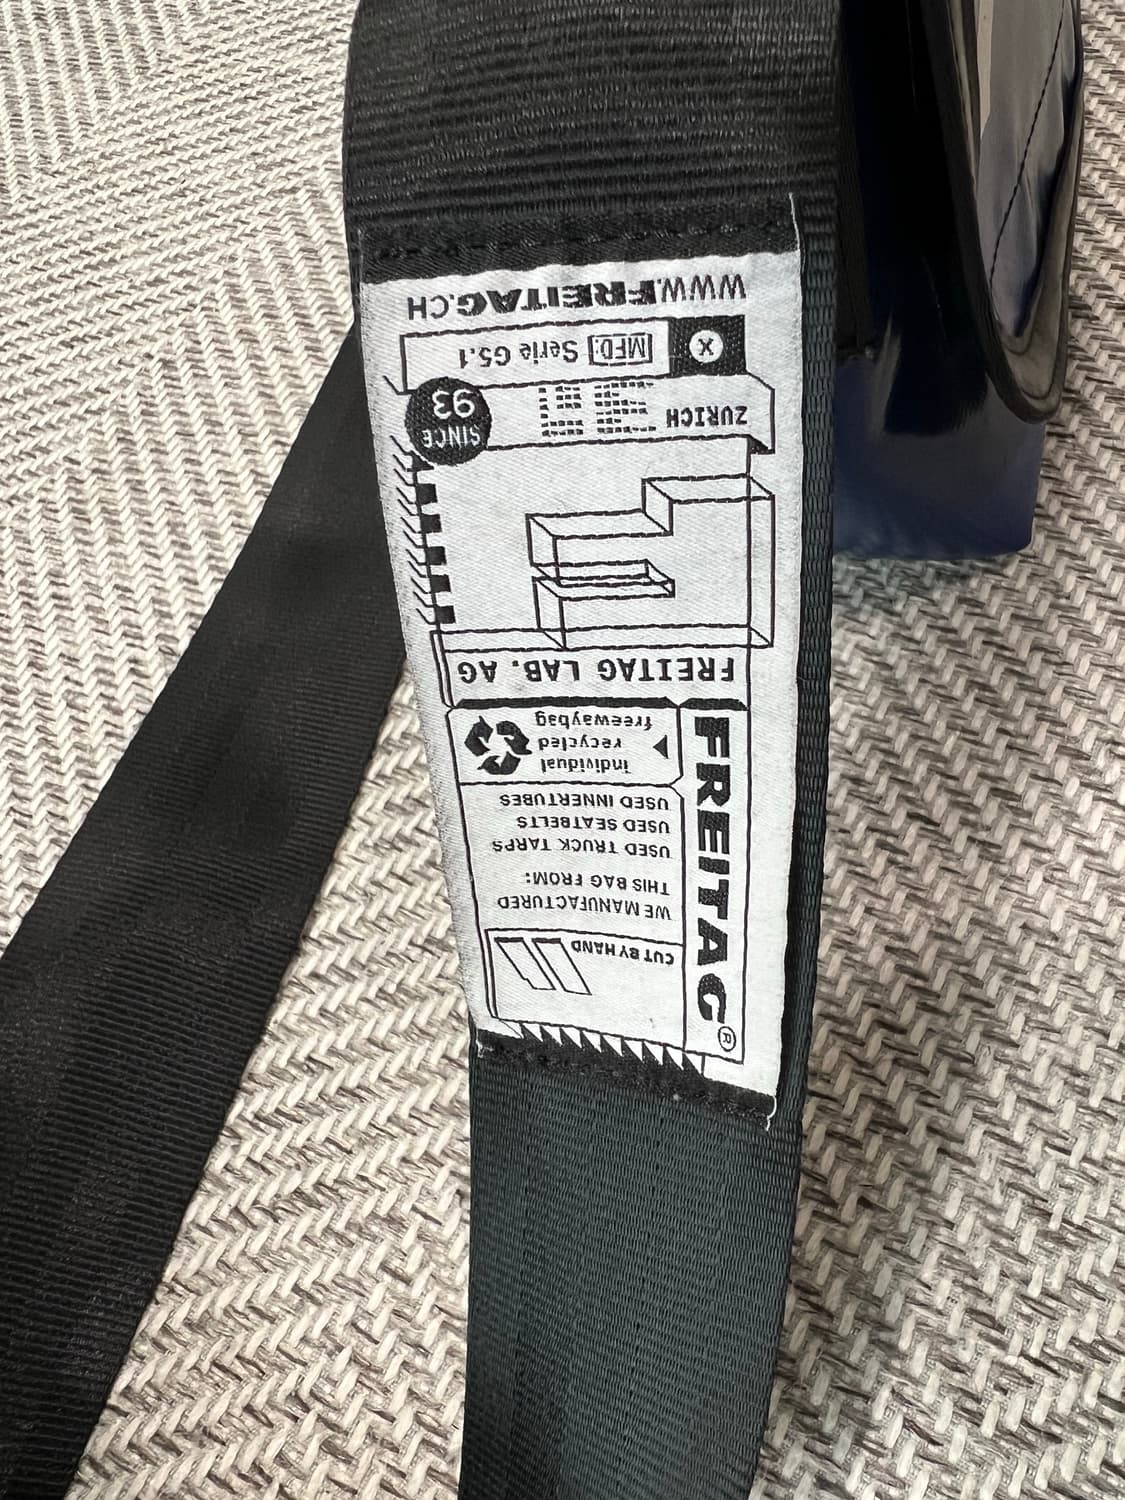 FREITAG®
CUT BY HAND
WE MANUFACTURED
THIS BAG FROM:
USED TRUCK TARPS
USED SEATBELTS
USED INNERTUBES
individual
recycled
freewaybag
FREITAG LAB. AG
ZURICH
SINCE
93
X
MFD: Serie G5.1
WWW.FREITAG.CH